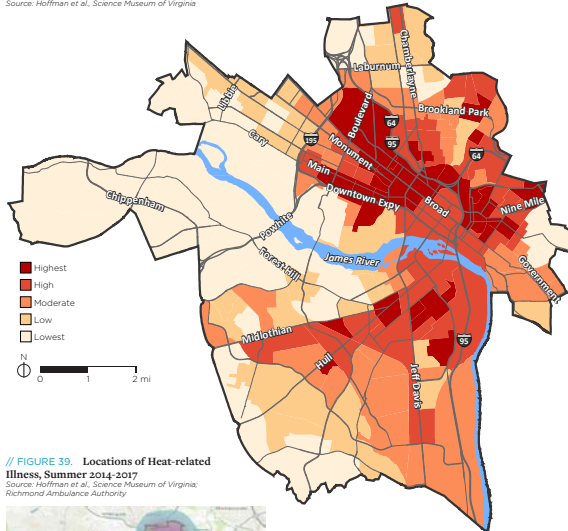 Source: Hoffman et al., Science Museum of Virginia
Chamberlayne
Laburnum
Libbie
Boulevard
Brookland Park
64
95
Cary
195
Monument
64
Main
Downtown Expy
Broad
Nine Mile
Chippenham
Powhite
James River
Forest Hill
Government
Highest
High
Moderate
Low
Lowest
Midlothian
95
Hull
Jeff Davis
N
0 1 2 mi
// FIGURE 39. Locations of Heat-related
Illness, Summer 2014-2017
Source: Hoffman et al., Science Museum of Virginia;
Richmond Ambulance Authority